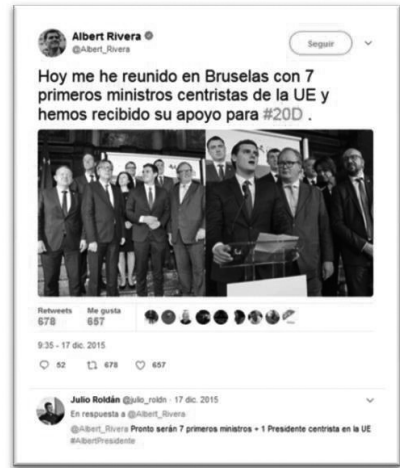 Albert Rivera
@Albert_Rivera
Seguir
Hoy me he reunido en Bruselas con 7
primeros ministros centristas de la UE y
hemos recibido su apoyo para #20D .
Retweets
678
Me gusta
657
9:35 - 17 dic. 2015
52
678
657
Julio Roldán @julio_roldn · 17 dic. 2015
En respuesta a @Albert_Rivera
@Albert_Rivera Pronto serán 7 primeros ministros + 1 Presidente centrista en la UE
#AlbertPresidente